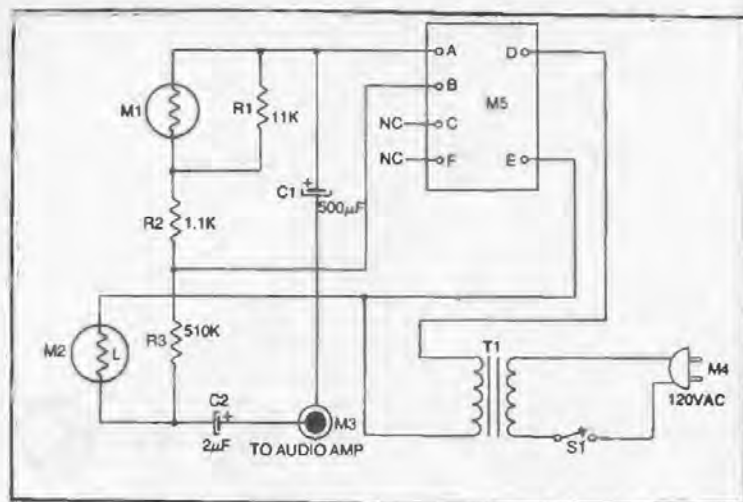 A
D
B
M5
C
NC
F
NC
E
M1
R1
11K
C1
+
500µF
R2
1.1K
M2
L
R3
510K
C2
+
2µF
M3
TO AUDIO AMP
T1
M4
120VAC
S1